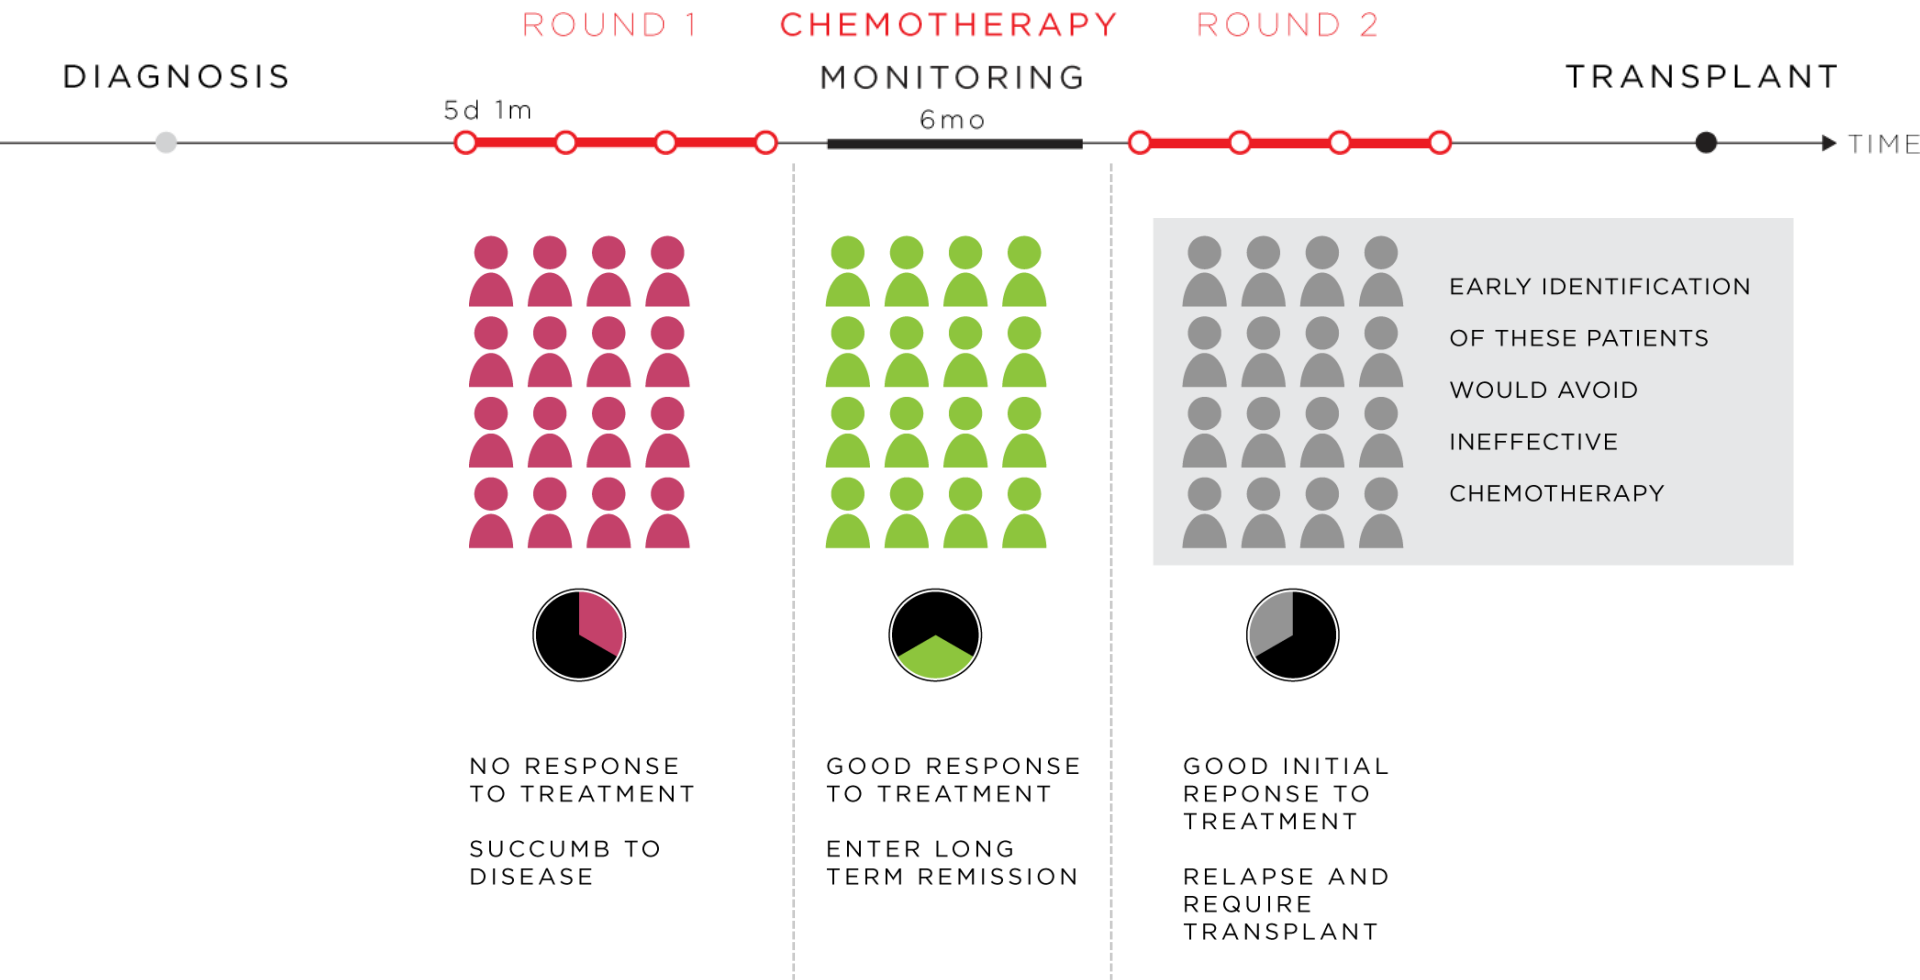 ROUND 1 CHEMOTHERAPY ROUND 2
DIAGNOSIS MONITORING TRANSPLANT
5d 1m 6mo
TIME
EARLY IDENTIFICATION
OF THESE PATIENTS
WOULD AVOID
INEFFECTIVE
CHEMOTHERAPY
NO RESPONSE
TO TREATMENT
SUCCUMB TO
DISEASE
GOOD RESPONSE
TO TREATMENT
ENTER LONG
TERM REMISSION
GOOD INITIAL
REPONSE TO
TREATMENT
RELAPSE AND
REQUIRE
TRANSPLANT